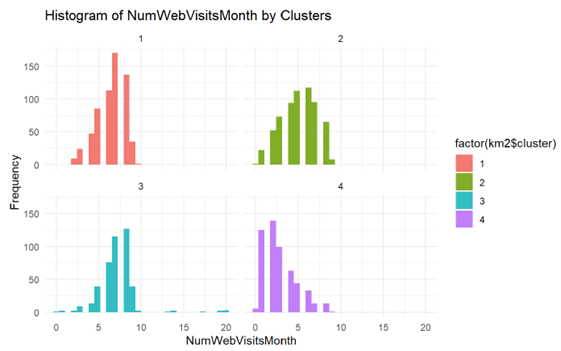 Histogram of NumWebVisitsMonth by Clusters
1 2
150
100
50
0
3 4
150
100
50
0
0 5 10 15 20 0 5 10 15 20
NumWebVisitsMonth
Frequency
factor(km2$cluster)
1
2
3
4